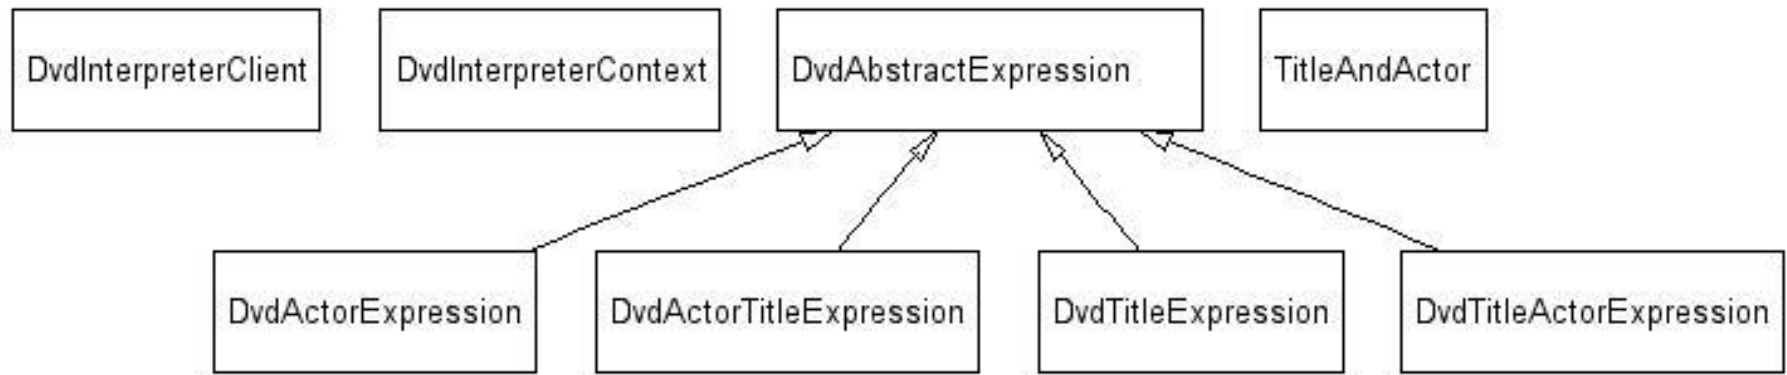 DvdInterpreterClient
DvdInterpreterContext
DvdAbstractExpression
TitleAndActor
DvdActorExpression
DvdActorTitleExpression
DvdTitleExpression
DvdTitleActorExpression